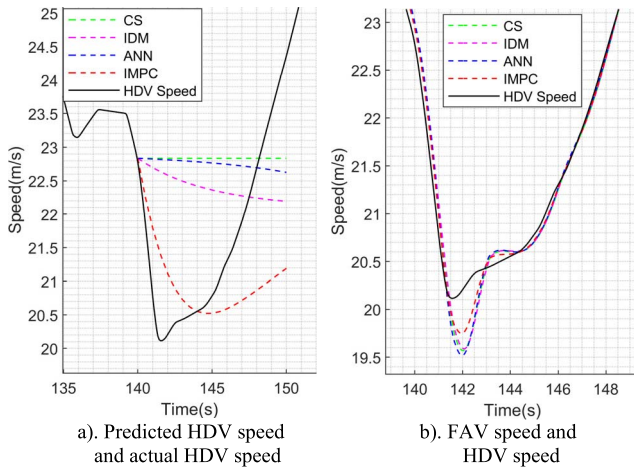 CS
IDM
ANN
IMPC
HDV Speed
25
24.5
24
23.5
23
22.5
22
21.5
21
20.5
20
Speed(m/s)
135
140
145
150
Time(s)
a). Predicted HDV speed
and actual HDV speed
CS
IDM
ANN
IMPC
HDV Speed
23
22.5
22
21.5
21
20.5
20
19.5
Speed(m/s)
140
142
144
146
148
Time(s)
b). FAV speed and
HDV speed